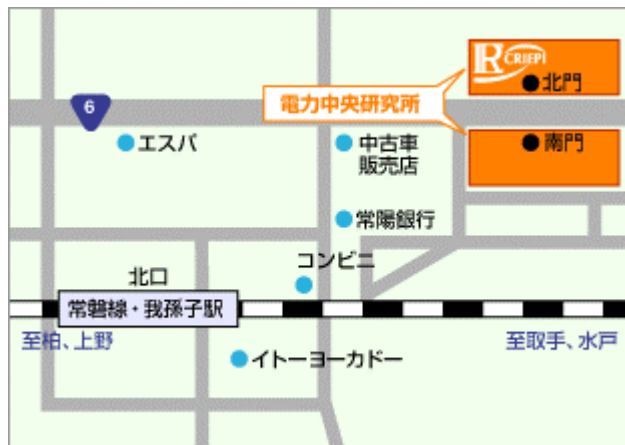 R CRIEPI
北門
6
電力中央研究所
エスパ
中古車
販売店
南門
常陽銀行
コンビニ
北口
常磐線・我孫子駅
至柏、上野
至取手、水戸
イトーヨーカドー